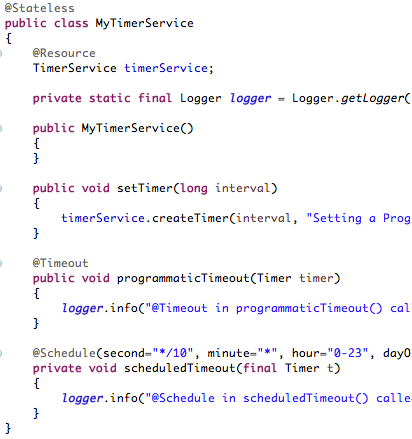 @Stateless
public class MyTimerService
{
@Resource
TimerService timerService;
private static final Logger logger = Logger.getLogger(
public MyTimerService()
{
}
public void setTimer(long interval)
{
timerService.createTimer(interval, "Setting a Prog
}
@Timeout
public void programmaticTimeout(Timer timer)
{
logger.info("@Timeout in programmaticTimeout() cal
}
@Schedule(second="*/10", minute="*", hour="0-23", dayO
private void scheduledTimeout(final Timer t)
{
logger.info("@Schedule in scheduledTimeout() calle
}
}